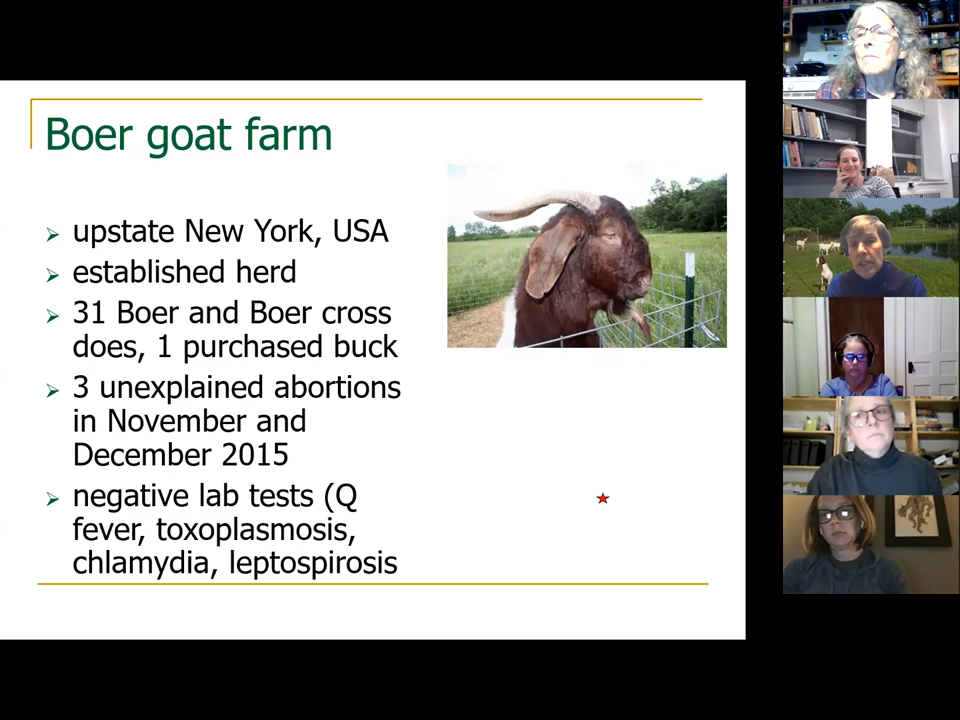 Boer goat farm
upstate New York, USA
established herd
31 Boer and Boer cross
does, 1 purchased buck
3 unexplained abortions
in November and
December 2015
negative lab tests (Q
fever, toxoplasmosis,
chlamydia, leptospirosis